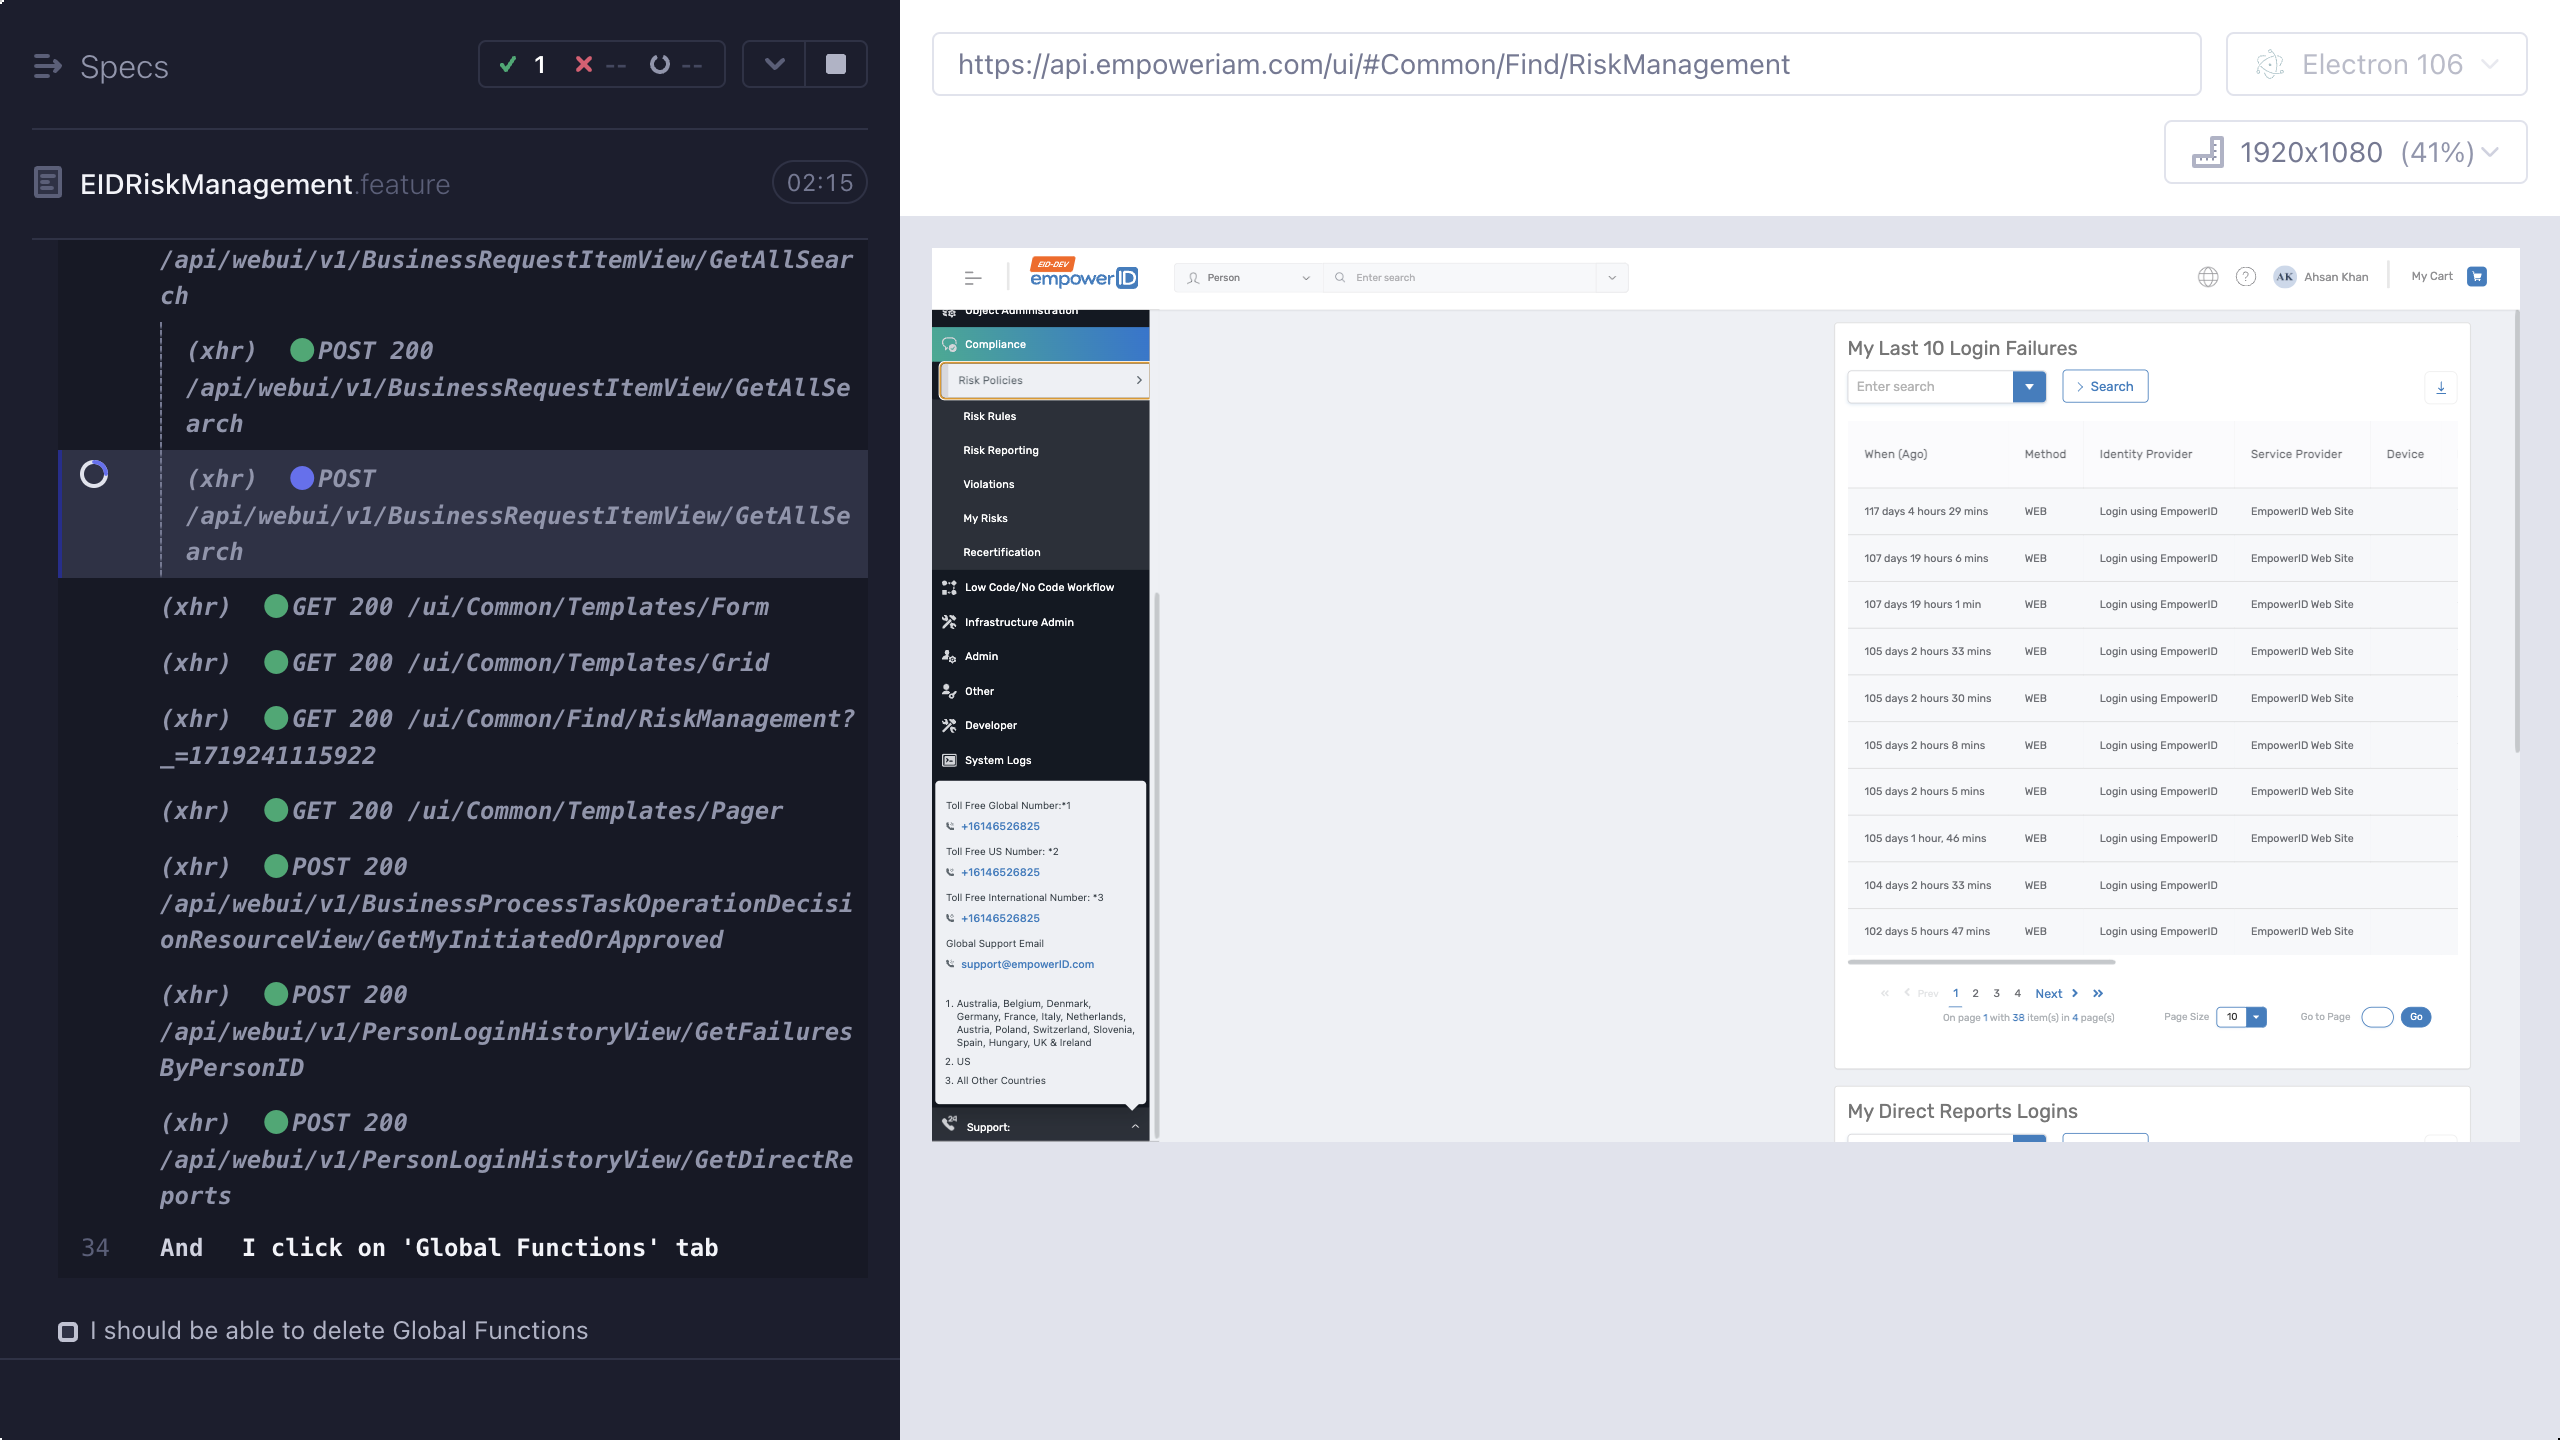 Specs
1
--
--
EIDRiskManagement.feature
02:15
/api/webui/v1/BusinessRequestItemView/GetAllSear
ch
(xhr) POST 200
/api/webui/v1/BusinessRequestItemView/GetAllSe
arch
(xhr) POST
/api/webui/v1/BusinessRequestItemView/GetAllSe
arch
(xhr) GET 200 /ui/Common/Templates/Form
(xhr) GET 200 /ui/Common/Templates/Grid
(xhr) GET 200 /ui/Common/Find/RiskManagement?
_=1719241115922
(xhr) GET 200 /ui/Common/Templates/Pager
(xhr) POST 200
/api/webui/v1/BusinessProcessTaskOperationDecisi
onResourceView/GetMyInitiatedOrApproved
(xhr) POST 200
/api/webui/v1/PersonLoginHistoryView/GetFailures
ByPersonID
(xhr) POST 200
/api/webui/v1/PersonLoginHistoryView/GetDirectRe
ports
34 And I click on 'Global Functions' tab
I should be able to delete Global Functions
https://api.empoweriam.com/ui/#Common/Find/RiskManagement
Electron 106
1920x1080 (41%)
EID-DEV
empowerID
Person
Enter search
AK Ahsan Khan
My Cart
Object Administration
Compliance
Risk Policies
Risk Rules
Risk Reporting
Violations
My Risks
Recertification
Low Code/No Code Workflow
Infrastructure Admin
Admin
Other
Developer
System Logs
Toll Free Global Number:*1
+16146526825
Toll Free US Number: *2
+16146526825
Toll Free International Number: *3
+16146526825
Global Support Email
support@empowerID.com
1. Australia, Belgium, Denmark,
Germany, France, Italy, Netherlands,
Austria, Poland, Switzerland, Slovenia,
Spain, Hungary, UK & Ireland
2. US
3. All Other Countries
24
Support:
My Last 10 Login Failures
Enter search
Search
When (Ago) Method Identity Provider Service Provider Device
117 days 4 hours 29 mins WEB Login using EmpowerID EmpowerID Web Site
107 days 19 hours 6 mins WEB Login using EmpowerID EmpowerID Web Site
107 days 19 hours 1 min WEB Login using EmpowerID EmpowerID Web Site
105 days 2 hours 33 mins WEB Login using EmpowerID EmpowerID Web Site
105 days 2 hours 30 mins WEB Login using EmpowerID EmpowerID Web Site
105 days 2 hours 8 mins WEB Login using EmpowerID EmpowerID Web Site
105 days 2 hours 5 mins WEB Login using EmpowerID EmpowerID Web Site
105 days 1 hour, 46 mins WEB Login using EmpowerID EmpowerID Web Site
104 days 2 hours 33 mins WEB Login using EmpowerID
102 days 5 hours 47 mins WEB Login using EmpowerID EmpowerID Web Site
« < Prev 1 2 3 4 Next > »
On page 1 with 38 item(s) in 4 page(s)
Page Size 10
Go to Page Go
My Direct Reports Logins